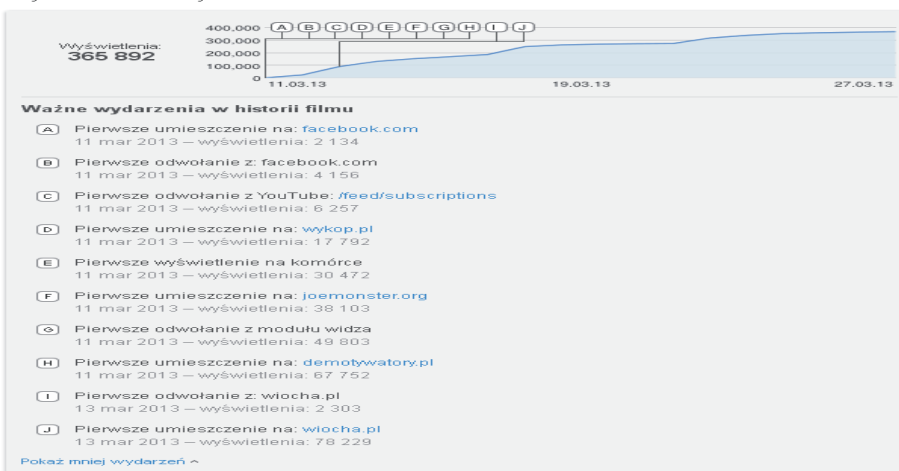 400,000 A B C D E F G H I J
Wyświetlenia: 300,000
365 892 200,000
100,000
0
11.03.13 19.03.13 27.03.13
Ważne wydarzenia w historii filmu
A Pierwsze umieszczenie na: facebook.com
11 mar 2013 – wyświetlenia: 2 134
B Pierwsze odwołanie z: facebook.com
11 mar 2013 – wyświetlenia: 4 156
C Pierwsze odwołanie z YouTube: /feed/subscriptions
11 mar 2013 – wyświetlenia: 6 257
D Pierwsze umieszczenie na: wykop.pl
11 mar 2013 – wyświetlenia: 17 792
E Pierwsze wyświetlenie na komórce
11 mar 2013 – wyświetlenia: 30 472
F Pierwsze umieszczenie na: joemonster.org
11 mar 2013 – wyświetlenia: 38 103
G Pierwsze odwołanie z modułu widza
11 mar 2013 – wyświetlenia: 49 803
H Pierwsze umieszczenie na: demotywatory.pl
11 mar 2013 – wyświetlenia: 67 752
I Pierwsze odwołanie z: wiocha.pl
13 mar 2013 – wyświetlenia: 2 303
J Pierwsze umieszczenie na: wiocha.pl
13 mar 2013 – wyświetlenia: 78 229
Pokaż mniej wydarzeń